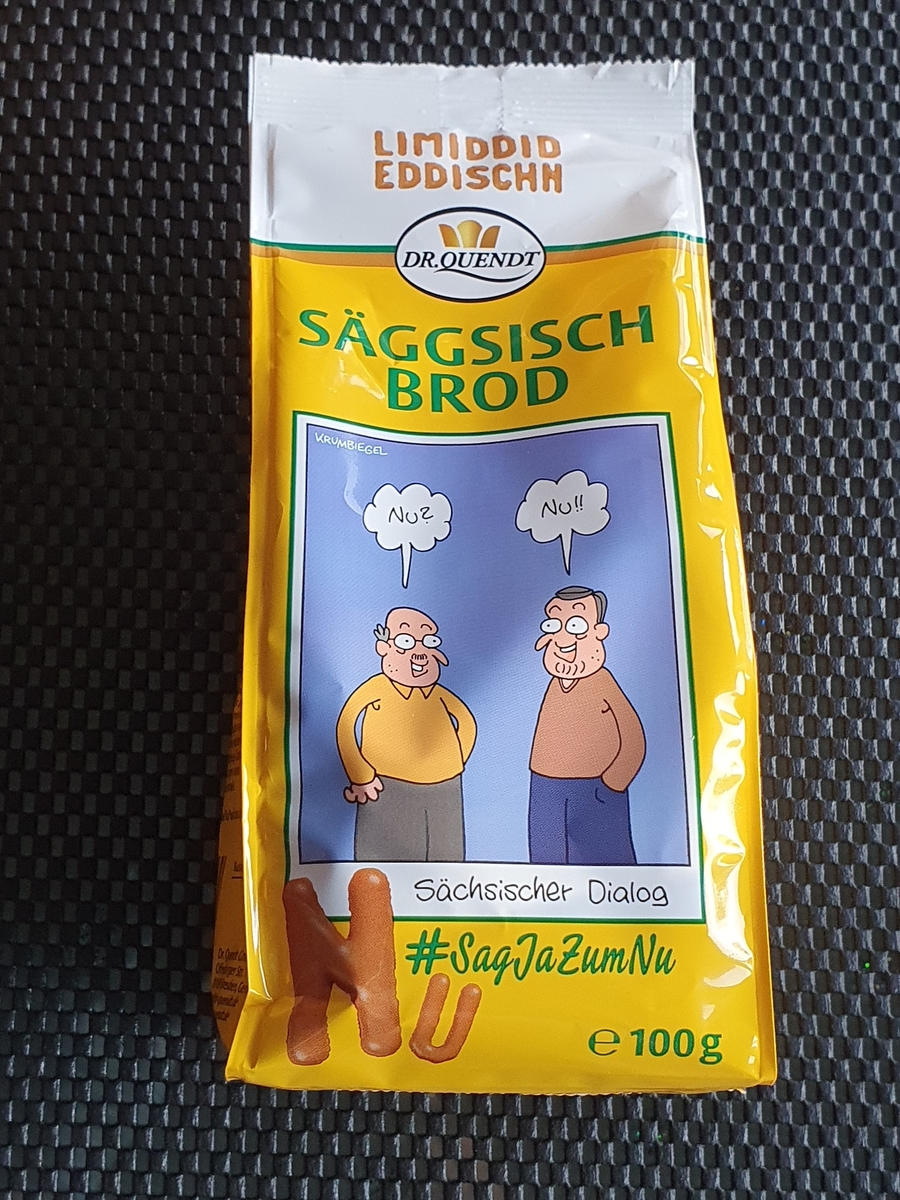 LIMIDDID
EDDISCHN
DR. QUENDT
SÄGGSISCH
BROD
KRUMBIEGEL
NU?
NU!!
Sächsischer Dialog
#SagJaZumNu
Nu
e 100g